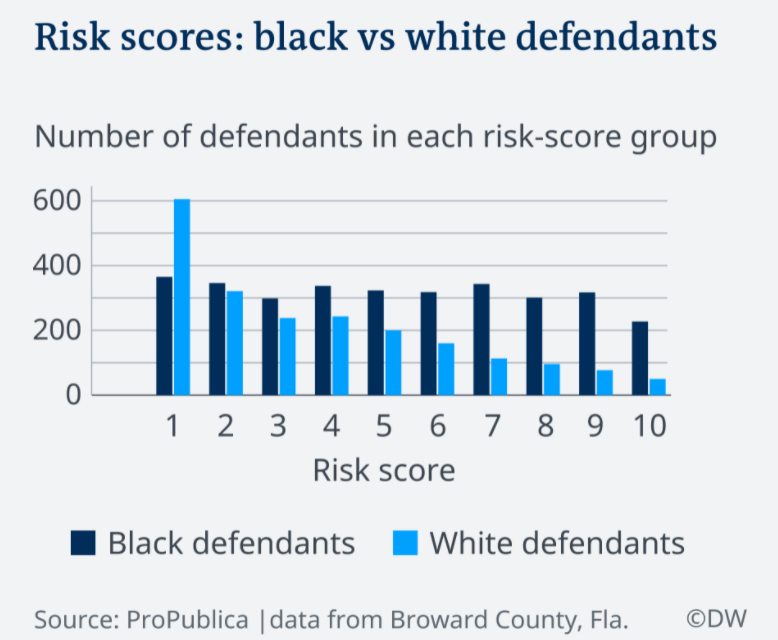 Risk scores: black vs white defendants
Number of defendants in each risk-score group
600
400
200
0
1 2 3 4 5 6 7 8 9 10
Risk score
Black defendants White defendants
Source: ProPublica |data from Broward County, Fla. ©DW